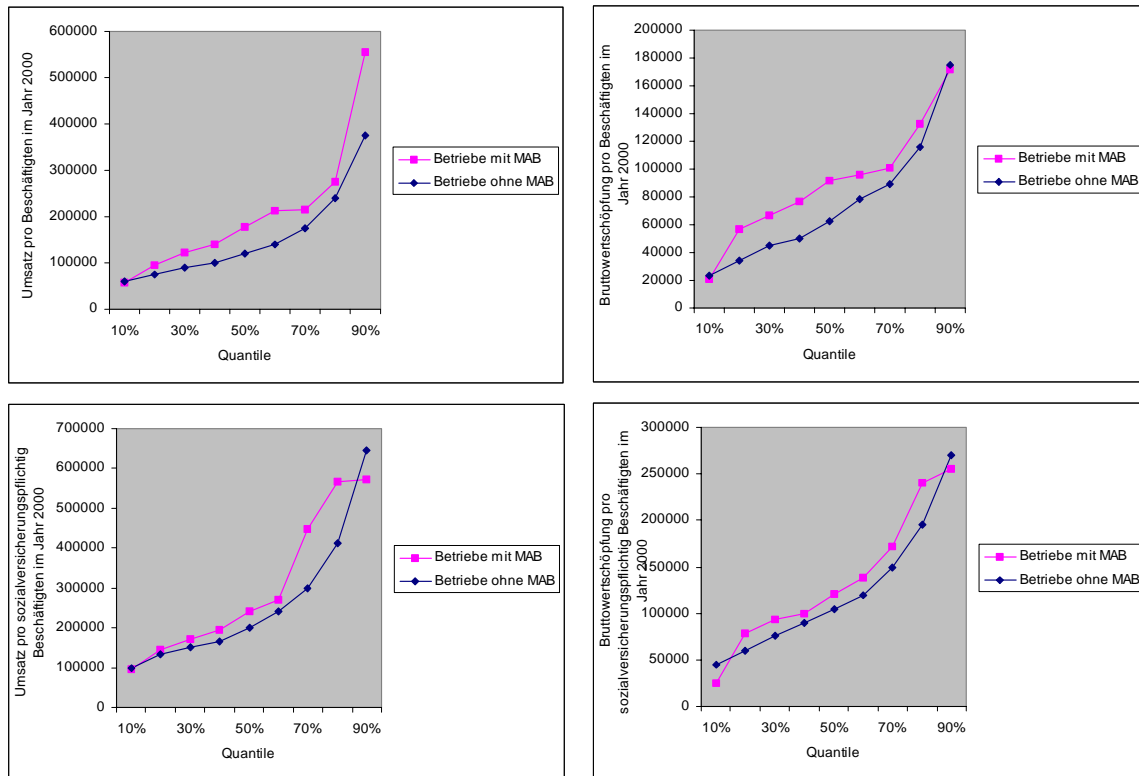 Umsatz pro Beschäftigten im Jahr 2000
600000
500000
400000
300000
200000
100000
0
10%
30%
50%
70%
90%
Quantile
Betriebe mit MAB
Betriebe ohne MAB
Bruttowertschöpfung pro Beschäftigten im
Jahr 2000
200000
180000
160000
140000
120000
100000
80000
60000
40000
20000
0
10%
30%
50%
70%
90%
Quantile
Betriebe mit MAB
Betriebe ohne MAB
Umsatz pro sozialversicherungspflichtig
Beschäftigten im Jahr 2000
700000
600000
500000
400000
300000
200000
100000
0
10%
30%
50%
70%
90%
Quantile
Betriebe mit MAB
Betriebe ohne MAB
Bruttowertschöpfung pro
sozialversicherungspflichtig Beschäftigten im
Jahr 2000
300000
250000
200000
150000
100000
50000
0
10%
30%
50%
70%
90%
Quantile
Betriebe mit MAB
Betriebe ohne MAB